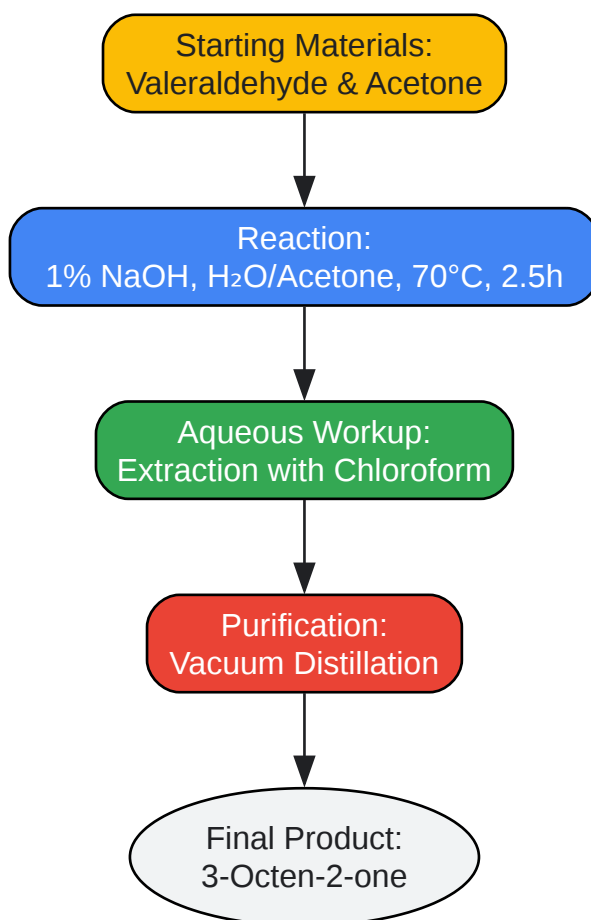 Starting Materials:
Valeraldehyde & Acetone
Reaction:
1% NaOH, H₂O/Acetone, 70°C, 2.5h
Aqueous Workup:
Extraction with Chloroform
Purification:
Vacuum Distillation
Final Product:
3-Octen-2-one